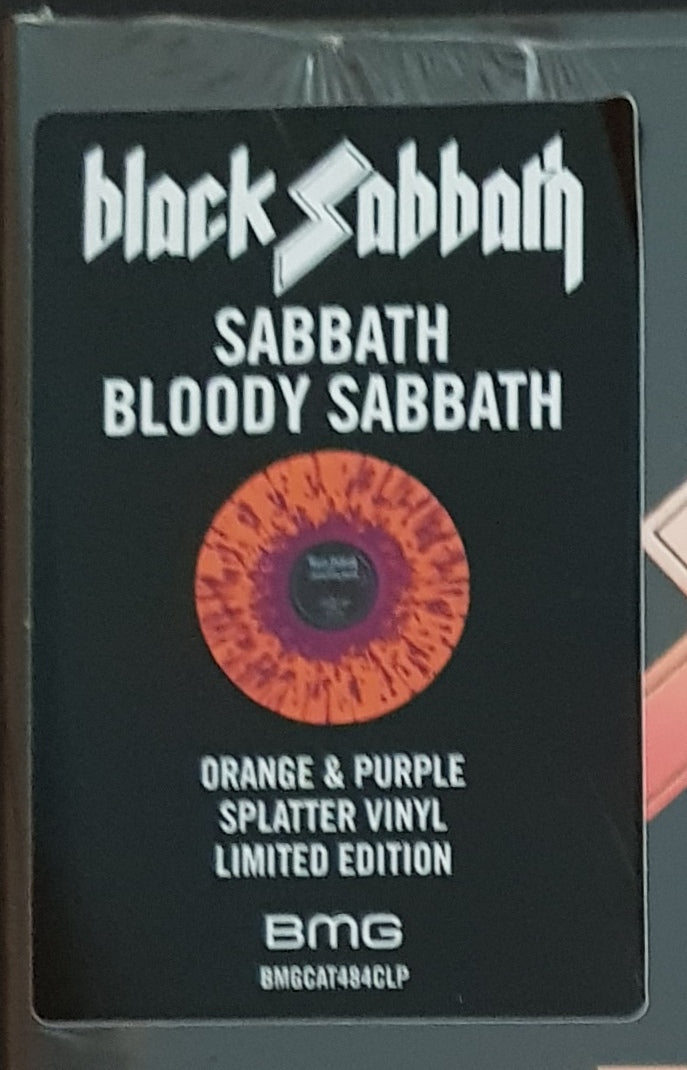 black Sabbath
SABBATH
BLOODY SABBATH
ORANGE & PURPLE
SPLATTER VINYL
LIMITED EDITION
BMG
BMGCAT484CLP